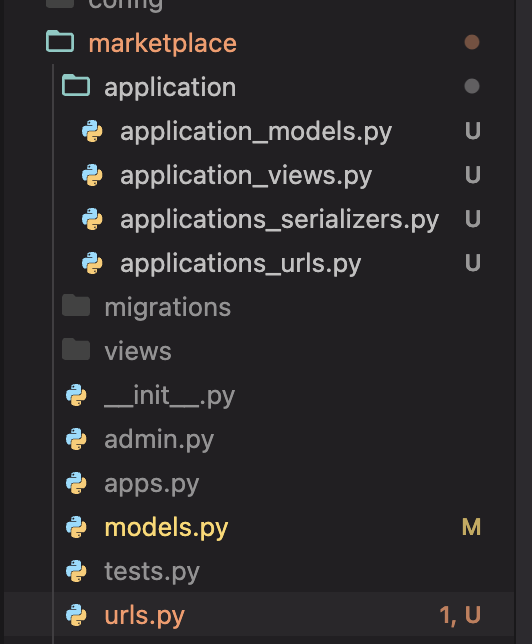 config
marketplace
application
application_models.py U
application_views.py U
applications_serializers.py U
applications_urls.py U
migrations
views
__init__.py
admin.py
apps.py
models.py M
tests.py
urls.py 1, U